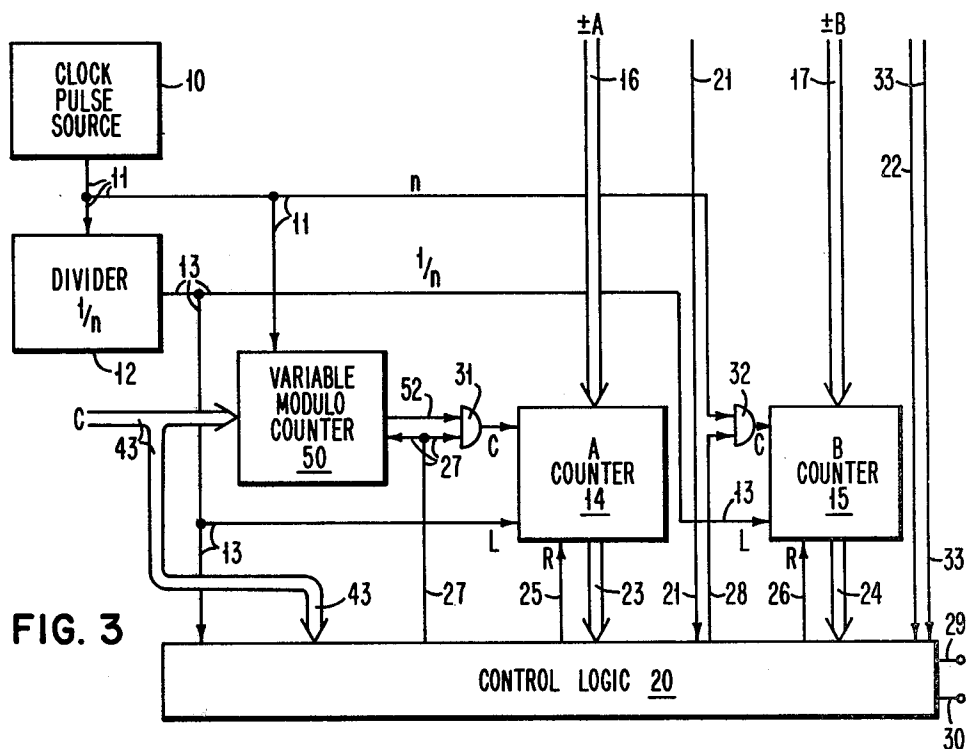 ±A
±B
CLOCK
PULSE
SOURCE
10
16
21
17
33
11
22
n
11
DIVIDER
1/n
12
13
1/n
C
43
VARIABLE
MODULO
COUNTER
50
52
31
27
C
32
C
A
COUNTER
14
B
COUNTER
15
13
13
L
L
R
R
43
27
25
23
21
28
26
24
33
FIG. 3
29
CONTROL LOGIC 20
30